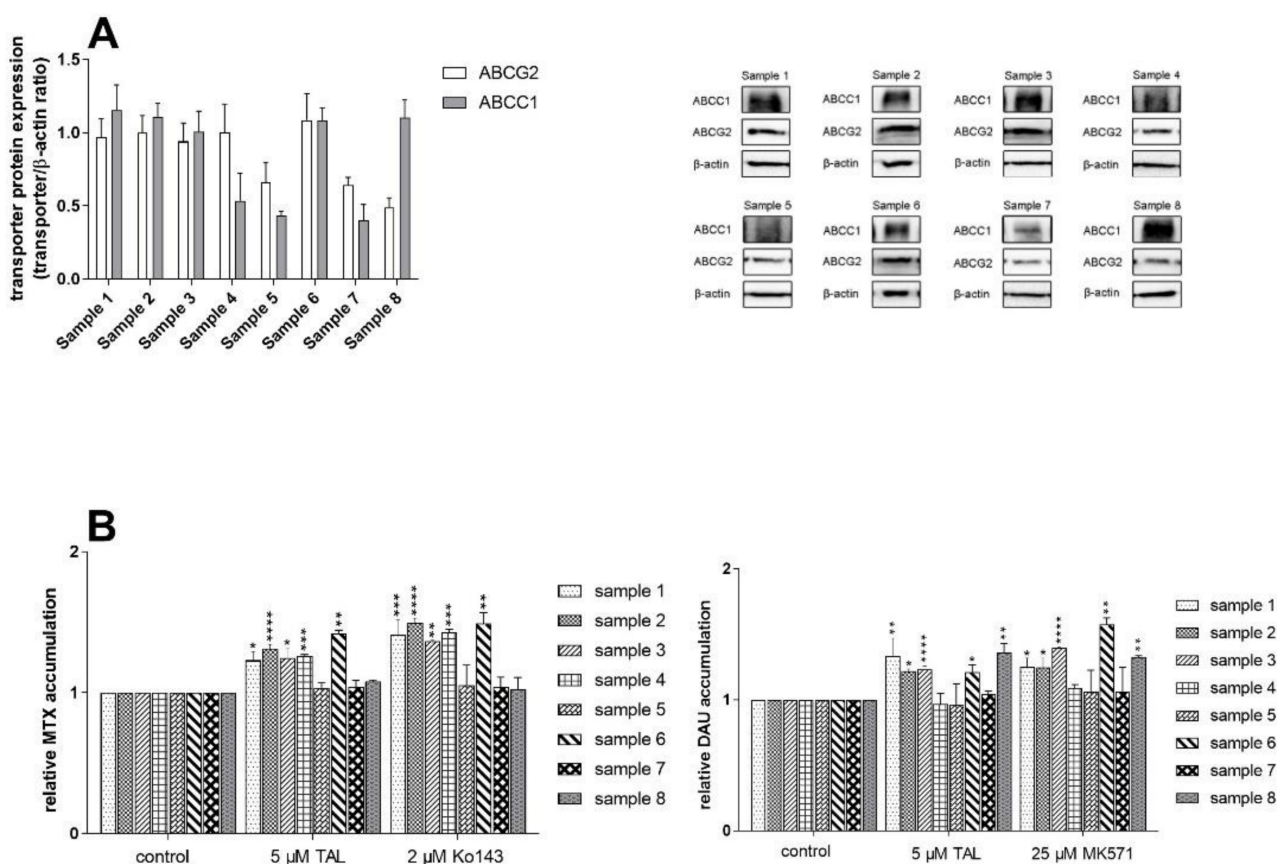 A
transporter protein expression
(transporter/β-actin ratio)
1.5
1.0
0.5
0.0
Sample 1
Sample 2
Sample 3
Sample 4
Sample 5
Sample 6
Sample 7
Sample 8
ABCG2
ABCC1
Sample 1
Sample 2
Sample 3
Sample 4
ABCC1
ABCC1
ABCC1
ABCC1
ABCG2
ABCG2
ABCG2
ABCG2
β-actin
β-actin
β-actin
β-actin
Sample 5
Sample 6
Sample 7
Sample 8
ABCC1
ABCC1
ABCC1
ABCC1
ABCG2
ABCG2
ABCG2
ABCG2
β-actin
β-actin
β-actin
β-actin
B
relative MTX accumulation
2
1
0
*
****
*
***
**
***
****
**
***
**
control
5 µM TAL
2 µM Ko143
sample 1
sample 2
sample 3
sample 4
sample 5
sample 6
sample 7
sample 8
relative DAU accumulation
2
1
0
**
*
****
*
**
*
*
****
**
**
control
5 µM TAL
25 µM MK571
sample 1
sample 2
sample 3
sample 4
sample 5
sample 6
sample 7
sample 8